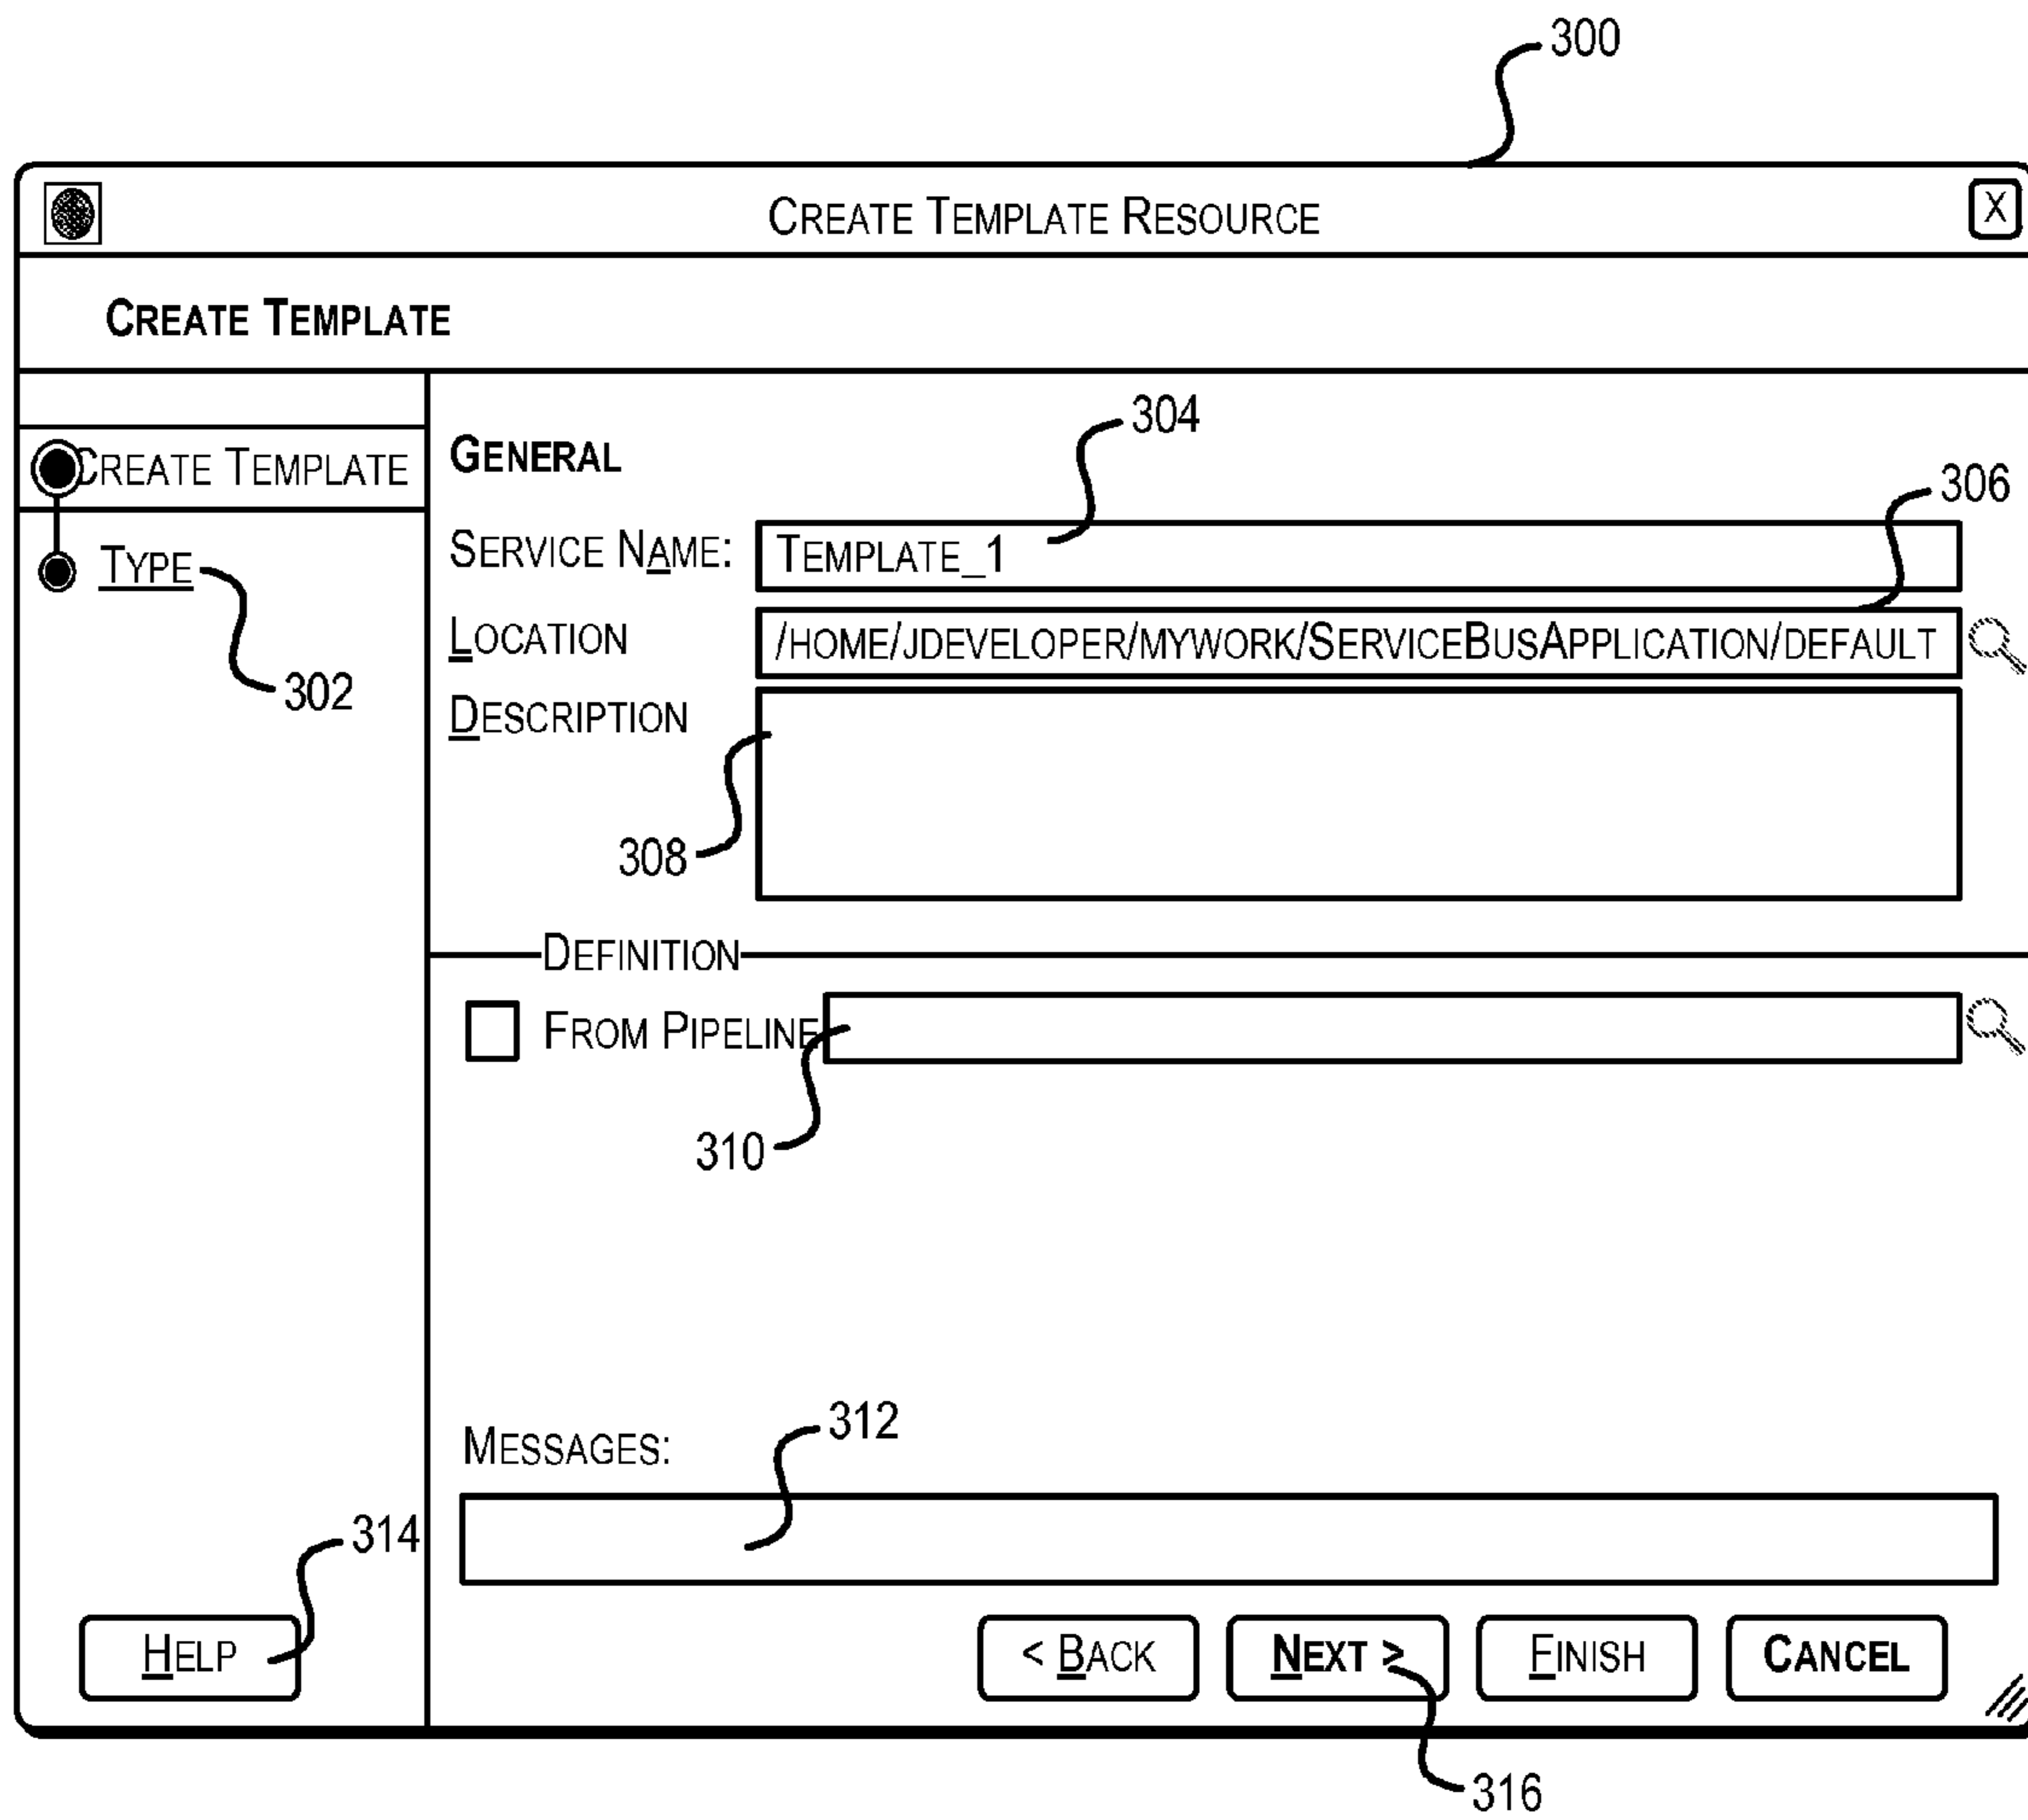 300
CREATE TEMPLATE RESOURCE
X
CREATE TEMPLATE
CREATE TEMPLATE
TYPE
302
GENERAL
304
306
SERVICE NAME: TEMPLATE_1
LOCATION /HOME/JDEVELOPER/MYWORK/SERVICEBUSAPPLICATION/DEFAULT
DESCRIPTION
308
DEFINITION
FROM PIPELINE
310
MESSAGES:
312
314
HELP
< BACK NEXT > FINISH CANCEL
316